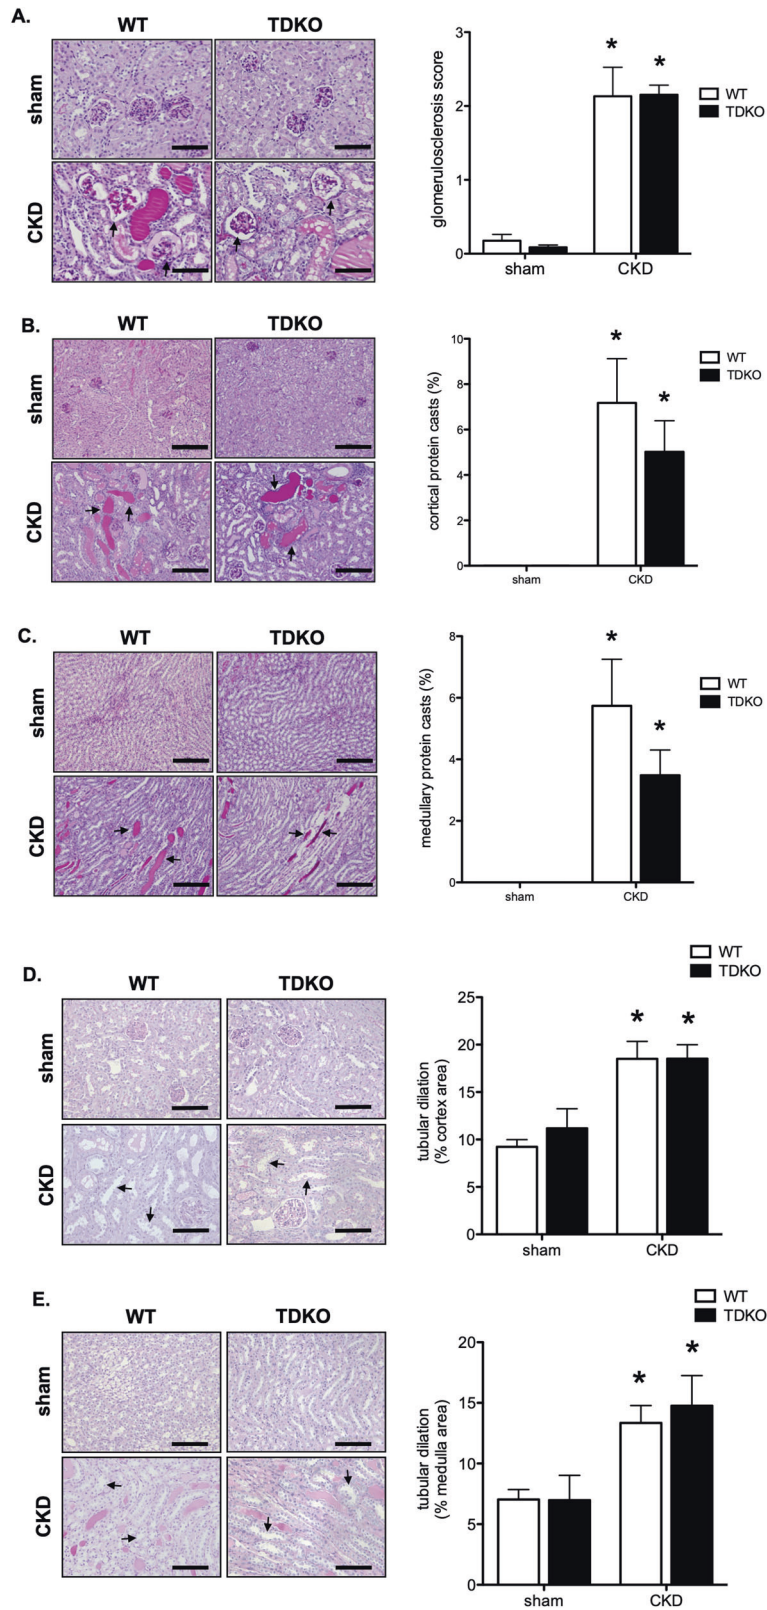 A.
WT TDKO
sham
CKD
glomerulosclerosis score
3
2
1
0
* *
sham CKD
WT
TDKO
B.
WT TDKO
sham
CKD
cortical protein casts (%)
10
8
6
4
2
0
*
*
sham CKD
WT
TDKO
C.
WT TDKO
sham
CKD
medullary protein casts (%)
8
6
4
2
0
*
*
sham CKD
WT
TDKO
D.
WT TDKO
sham
CKD
tubular dilation
(% cortex area)
25
20
15
10
5
0
* *
sham CKD
WT
TDKO
E.
WT TDKO
sham
CKD
tubular dilation
(% medulla area)
20
15
10
5
0
*
*
sham CKD
WT
TDKO